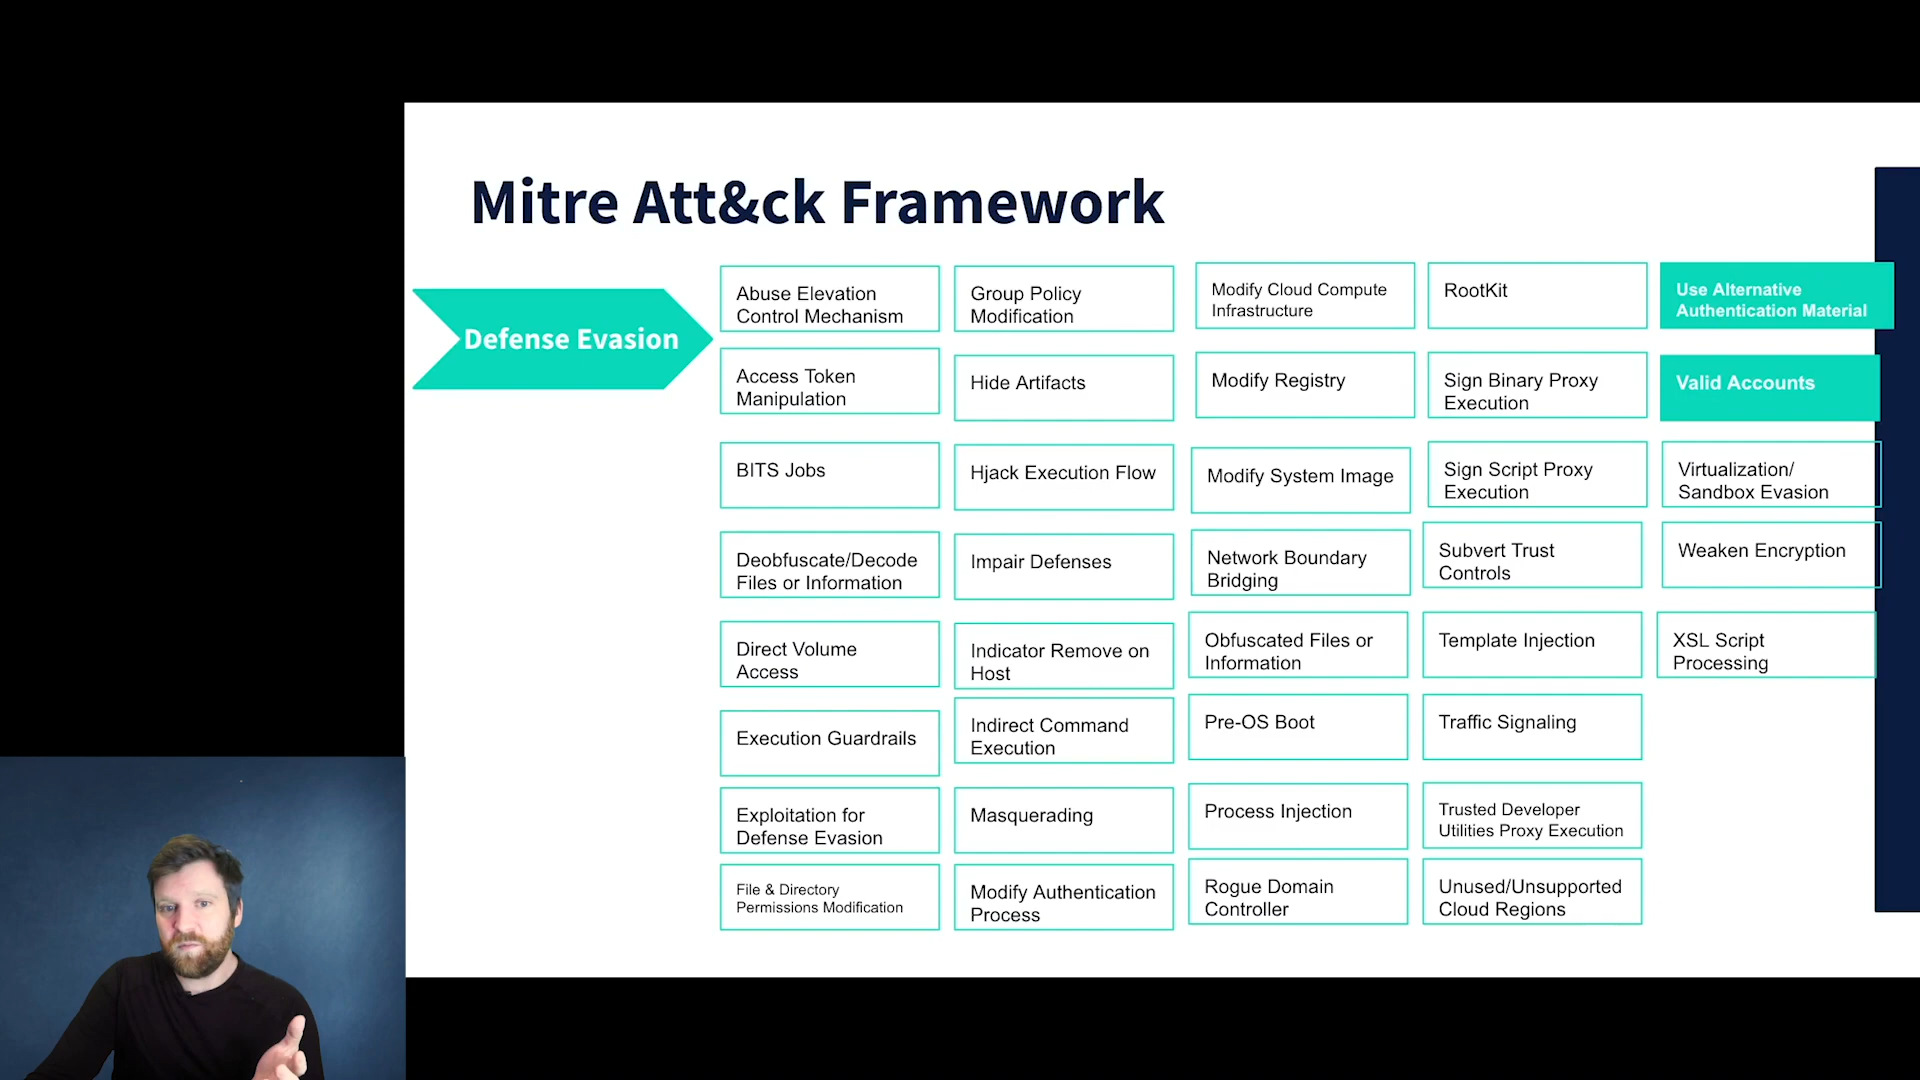 Mitre Att&ck Framework
Defense Evasion
Abuse Elevation
Control Mechanism
Access Token
Manipulation
BITS Jobs
Deobfuscate/Decode
Files or Information
Direct Volume
Access
Execution Guardrails
Exploitation for
Defense Evasion
File & Directory
Permissions Modification
Group Policy
Modification
Hide Artifacts
Hjack Execution Flow
Impair Defenses
Indicator Remove on
Host
Indirect Command
Execution
Masquerading
Modify Authentication
Process
Modify Cloud Compute
Infrastructure
Modify Registry
Modify System Image
Network Boundary
Bridging
Obfuscated Files or
Information
Pre-OS Boot
Process Injection
Rogue Domain
Controller
RootKit
Sign Binary Proxy
Execution
Sign Script Proxy
Execution
Subvert Trust
Controls
Template Injection
Traffic Signaling
Trusted Developer
Utilities Proxy Execution
Unused/Unsupported
Cloud Regions
Use Alternative
Authentication Material
Valid Accounts
Virtualization/
Sandbox Evasion
Weaken Encryption
XSL Script
Processing